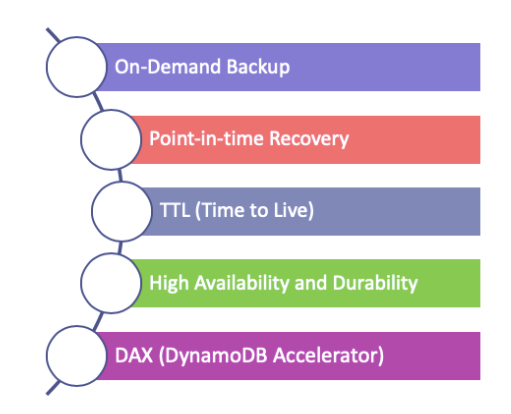 On-Demand Backup
Point-in-time Recovery
TTL (Time to Live)
High Availability and Durability
DAX (DynamoDB Accelerator)